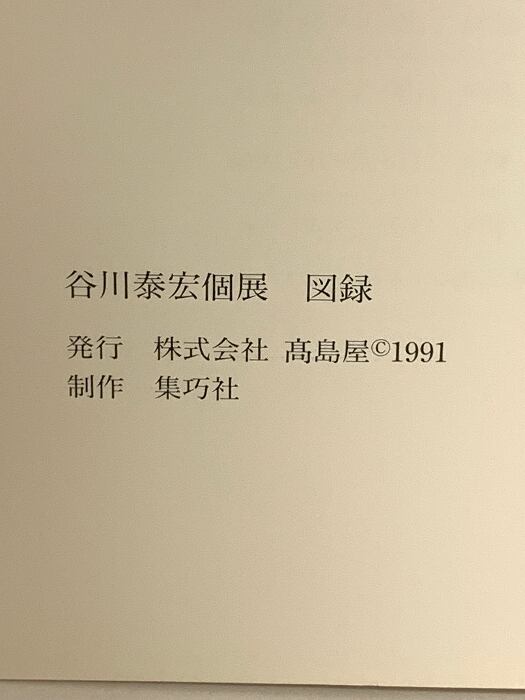 谷川泰宏個展　図録
発行　株式会社 髙島屋©1991
制作　集巧社